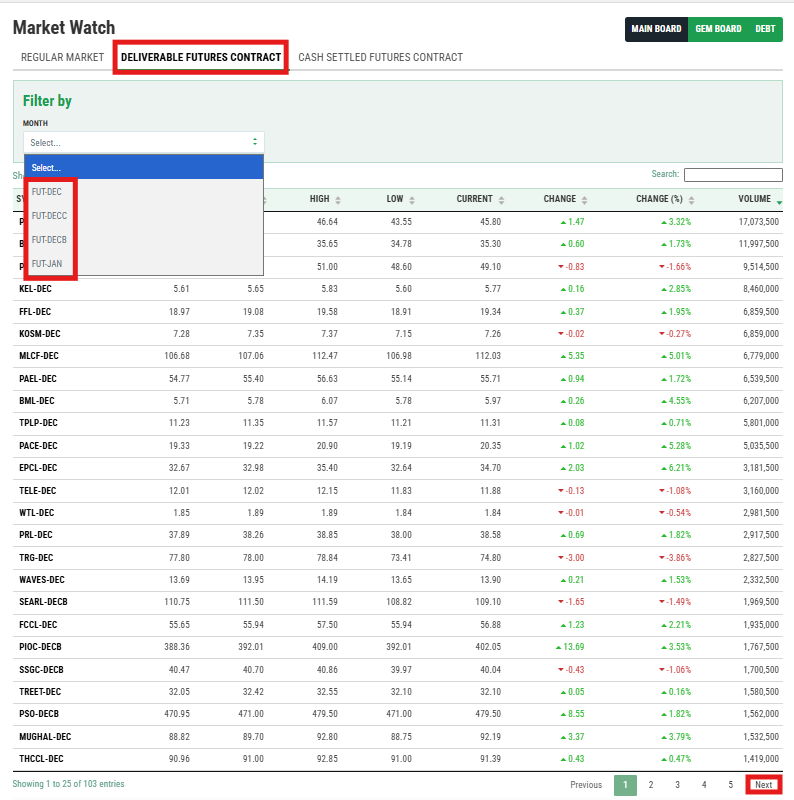 Market Watch
MAIN BOARD GEM BOARD DEBT
REGULAR MARKET DELIVERABLE FUTURES CONTRACT CASH SETTLED FUTURES CONTRACT
Filter by
MONTH
Select...
Select...
FUT-DEC
FUT-DECC
FUT-DECB
FUT-JAN
Search:
HIGH LOW CURRENT CHANGE CHANGE (%) VOLUME
P 46.64 43.55 45.80 1.47 3.32% 17,073,500
B 35.65 34.78 35.30 0.60 1.73% 11,997,500
P 51.00 48.60 49.10 -0.83 -1.66% 9,514,500
KEL-DEC 5.61 5.65 5.83 5.60 5.77 0.16 2.85% 8,460,000
FFL-DEC 18.97 19.08 19.58 18.91 19.34 0.37 1.95% 6,859,500
KOSM-DEC 7.28 7.35 7.37 7.15 7.26 -0.02 -0.27% 6,859,000
MLCF-DEC 106.68 107.06 112.47 106.98 112.03 5.35 5.01% 6,779,000
PAEL-DEC 54.77 55.40 56.63 55.14 55.71 0.94 1.72% 6,539,500
BML-DEC 5.71 5.78 6.07 5.78 5.97 0.26 4.55% 6,207,000
TPLP-DEC 11.23 11.35 11.57 11.21 11.31 0.08 0.71% 5,801,000
PACE-DEC 19.33 19.22 20.90 19.19 20.35 1.02 5.28% 5,035,500
EPCL-DEC 32.67 32.98 35.40 32.64 34.70 2.03 6.21% 3,181,500
TELE-DEC 12.01 12.02 12.15 11.83 11.88 -0.13 -1.08% 3,160,000
WTL-DEC 1.85 1.89 1.89 1.84 1.84 -0.01 -0.54% 2,981,500
PRL-DEC 37.89 38.26 38.85 38.00 38.58 0.69 1.82% 2,917,500
TRG-DEC 77.80 78.00 78.84 73.41 74.80 -3.00 -3.86% 2,827,500
WAVES-DEC 13.69 13.95 14.19 13.65 13.90 0.21 1.53% 2,332,500
SEARL-DECB 110.75 111.50 111.59 108.82 109.10 -1.65 -1.49% 1,969,500
FCCL-DEC 55.65 55.94 57.50 55.94 56.88 1.23 2.21% 1,935,000
PIOC-DECB 388.36 392.01 409.00 392.01 402.05 13.69 3.53% 1,767,500
SSGC-DECB 40.47 40.70 40.86 39.97 40.04 -0.43 -1.06% 1,700,500
TREET-DEC 32.05 32.42 32.55 32.10 32.10 0.05 0.16% 1,580,500
PSO-DECB 470.95 471.00 479.50 471.00 479.50 8.55 1.82% 1,562,000
MUGHAL-DEC 88.82 89.70 92.80 88.75 92.19 3.37 3.79% 1,532,500
THCCL-DEC 90.96 91.00 92.85 91.00 91.39 0.43 0.47% 1,419,000
Showing 1 to 25 of 103 entries
Previous 1 2 3 4 5 Next